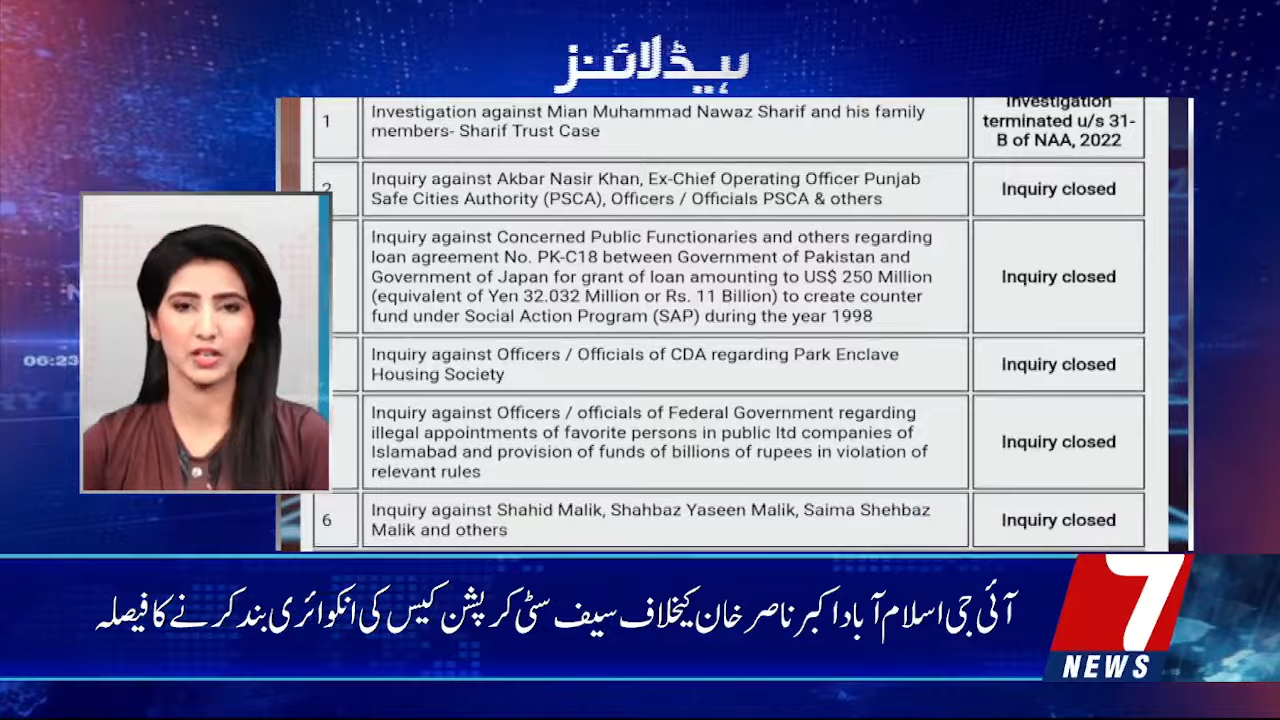 ہیڈلائنز
1
Investigation against Mian Muhammad Nawaz Sharif and his family
members- Sharif Trust Case
Investigation
terminated u/s 31-
B of NAA, 2022
2
Inquiry against Akbar Nasir Khan, Ex-Chief Operating Officer Punjab
Safe Cities Authority (PSCA), Officers / Officials PSCA & others
Inquiry closed
Inquiry against Concerned Public Functionaries and others regarding
loan agreement No. PK-C18 between Government of Pakistan and
Government of Japan for grant of loan amounting to US$ 250 Million
(equivalent of Yen 32.032 Million or Rs. 11 Billion) to create counter
fund under Social Action Program (SAP) during the year 1998
Inquiry closed
Inquiry against Officers / Officials of CDA regarding Park Enclave
Housing Society
Inquiry closed
Inquiry against Officers / officials of Federal Government regarding
illegal appointments of favorite persons in public ltd companies of
Islamabad and provision of funds of billions of rupees in violation of
relevant rules
Inquiry closed
6
Inquiry against Shahid Malik, Shahbaz Yaseen Malik, Saima Shehbaz
Malik and others
Inquiry closed
06:23
آئی جی اسلام آباد اکبر ناصر خان کیخلاف سیف سٹی کرپشن کیس کی انکوائری بند کرنے کا فیصلہ
7
NEWS